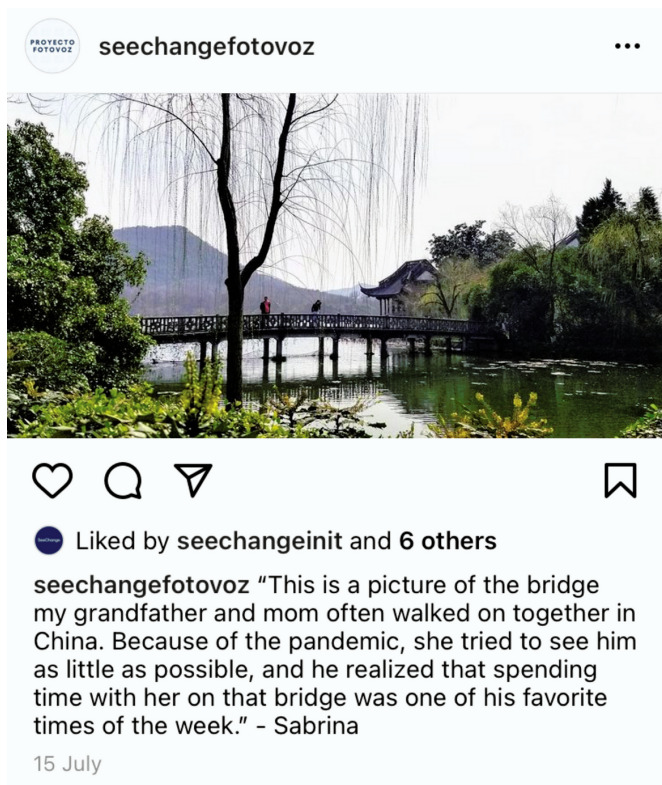 PROYECTO
FOTOVOZ
seechangefotovoz
Liked by seechangeinit and 6 others
seechangefotovoz “This is a picture of the bridge
my grandfather and mom often walked on together in
China. Because of the pandemic, she tried to see him
as little as possible, and he realized that spending
time with her on that bridge was one of his favorite
times of the week.” – Sabrina
15 July